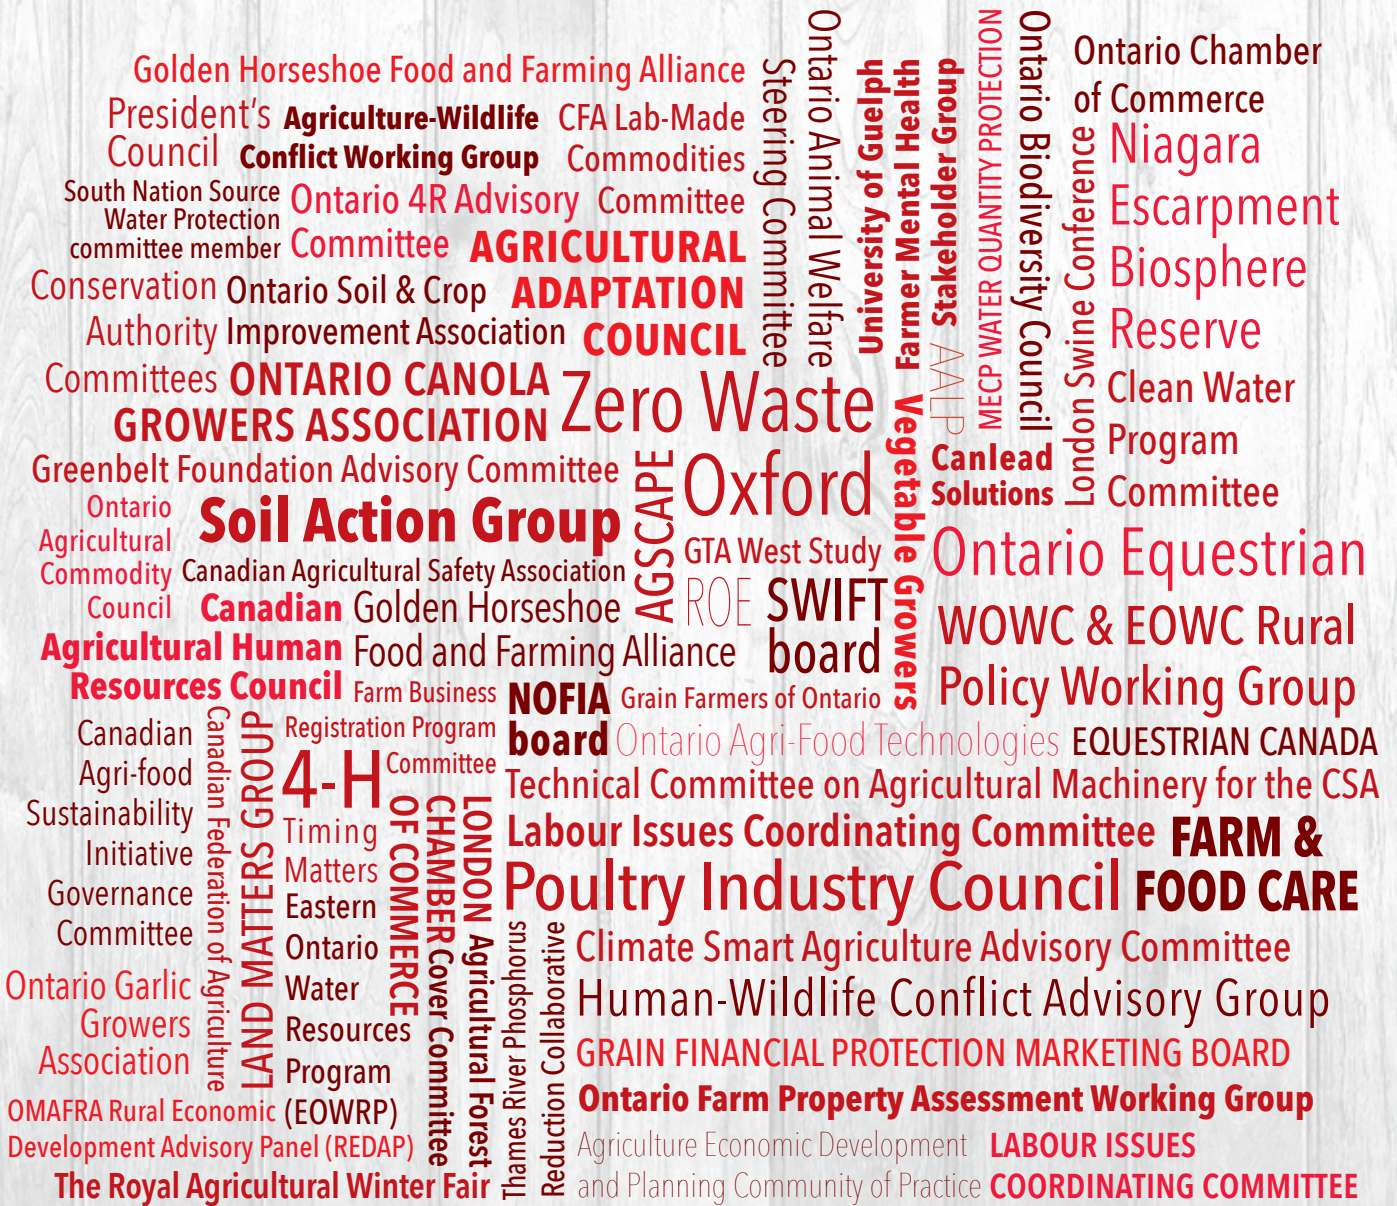 Golden Horseshoe Food and Farming Alliance
President's
Council
Agriculture-Wildlife
Conflict Working Group
CFA Lab-Made
Commodities
Committee
South Nation Source
Water Protection
committee member
Ontario 4R Advisory
Committee
AGRICULTURAL
ADAPTATION
COUNCIL
Conservation
Authority
Committees
Ontario Soil & Crop
Improvement Association
ONTARIO CANOLA
GROWERS ASSOCIATION
Steering Committee
Ontario Animal Welfare
University of Guelph
Farmer Mental Health
Stakeholder Group
AALP
MECP WATER QUANTITY PROTECTION
Ontario Biodiversity Council
London Swine Conference
Ontario Chamber
of Commerce
Niagara
Escarpment
Biosphere
Reserve
Clean Water
Program
Committee
Zero Waste
Oxford
Vegetable Growers
CanIead
Solutions
Greenbelt Foundation Advisory Committee
Ontario
Agricultural
Commodity
Council
Soil Action Group
Canadian Agricultural Safety Association
AGSCAPE
GTA West Study
ROE
SWIFT
board
Ontario Equestrian
WOWC & EOWC Rural
Policy Working Group
Canadian
Agricultural Human
Resources Council
Golden Horseshoe
Food and Farming Alliance
Farm Business
Registration Program
Committee
NOFIA
board
Grain Farmers of Ontario
Ontario Agri-Food Technologies
EQUESTRIAN CANADA
Technical Committee on Agricultural Machinery for the CSA
Canadian
Agri-food
Sustainability
Initiative
Governance
Committee
Canadian Federation of Agriculture
LAND MATTERS GROUP
4-H
Timing
Matters
Eastern
Ontario
Water
Resources
Program
(EOWRP)
LONDON
CHAMBER
OF COMMERCE
Cover Committee
Agricultural Forest
Thames River Phosphorus
Reduction Collaborative
Labour Issues Coordinating Committee
FARM &
FOOD CARE
Poultry Industry Council
Climate Smart Agriculture Advisory Committee
Human-Wildlife Conflict Advisory Group
GRAIN FINANCIAL PROTECTION MARKETING BOARD
Ontario Farm Property Assessment Working Group
Ontario Garlic
Growers
Association
OMAFRA Rural Economic
Development Advisory Panel (REDAP)
The Royal Agricultural Winter Fair
Agriculture Economic Development
and Planning Community of Practice
LABOUR ISSUES
COORDINATING COMMITTEE